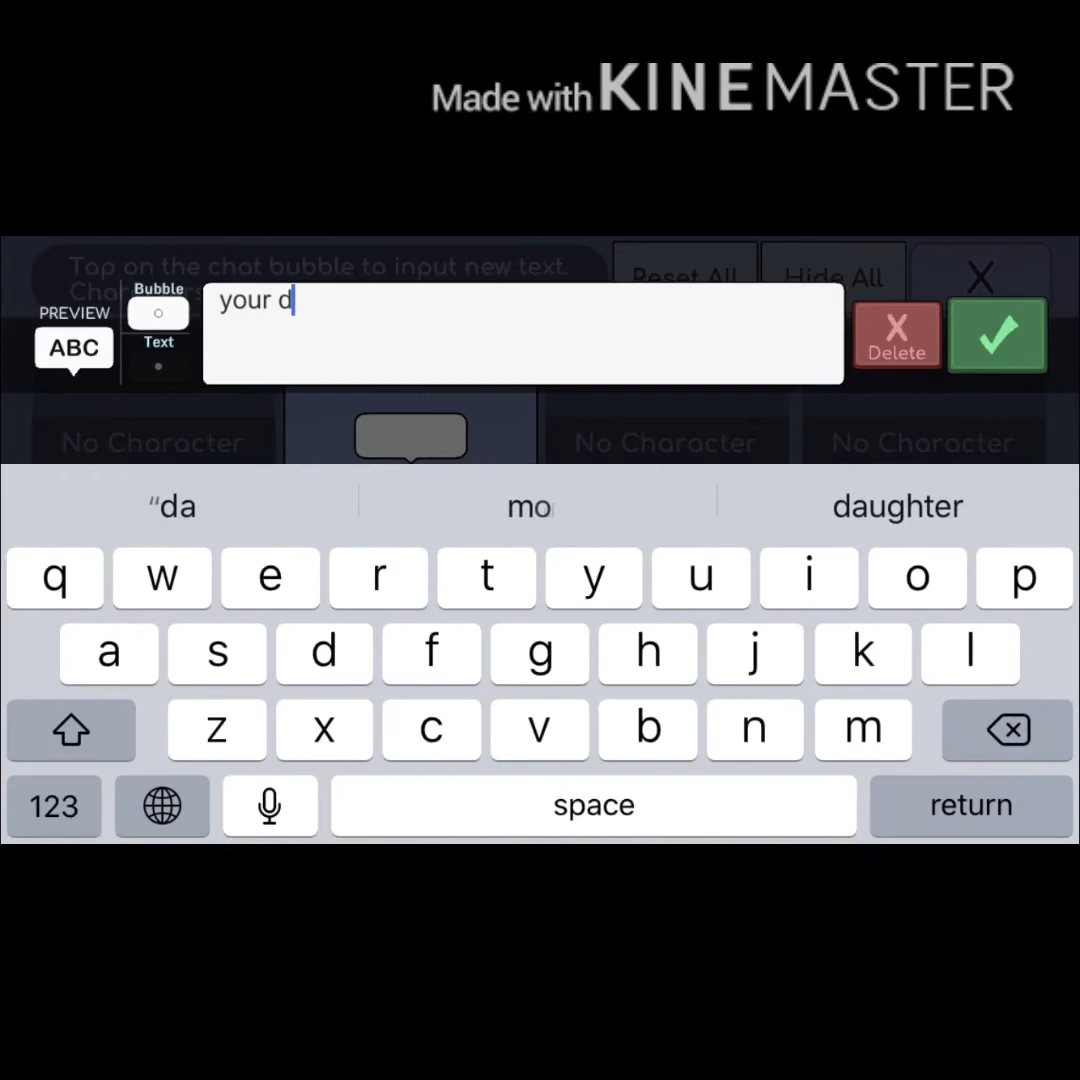 Made with KINEMASTER
Tap on the chat bubble to input new text.
Reset All
Hide All
X
Bubble
PREVIEW
ABC
Text
your d
X
Delete
No Character
No Character
No Character
“da
mo
daughter
q w e r t y u i o p
a s d f g h j k l
z x c v b n m
123
space
return